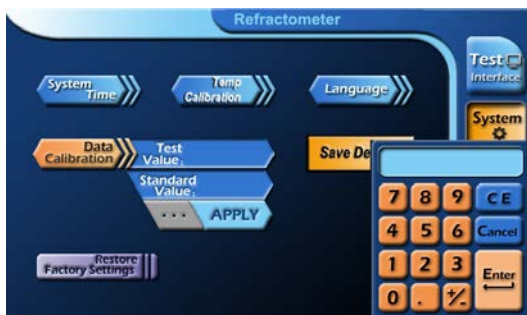 Refractometer
Test
Interface
System
Time
Temp
Calibration
Language
System
Data
Calibration
Test
Value:
Save De
Standard
Value:
... APPLY
Restore
Factory Settings
7 8 9 CE
4 5 6 Cancel
1 2 3 Enter
0 . +/-